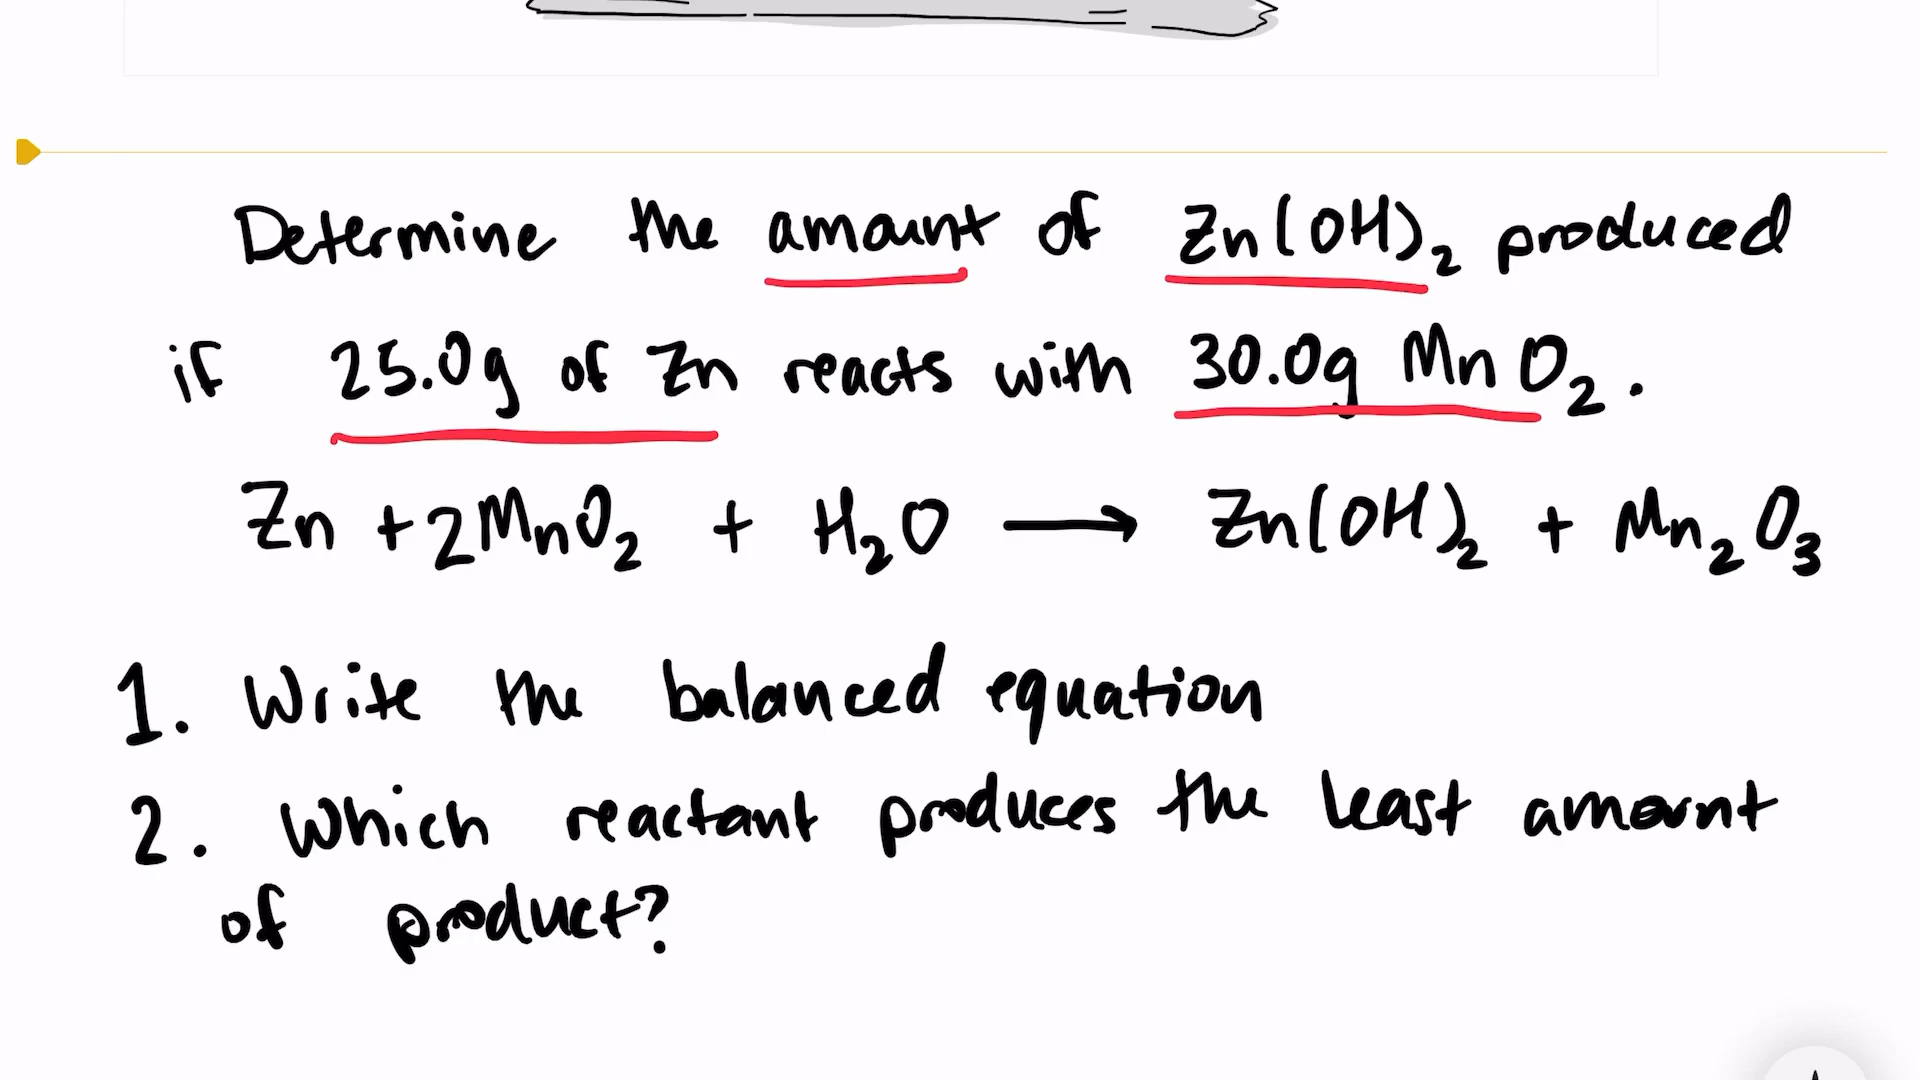 Determine the amount of Zn(OH)₂ produced
if 25.0g of Zn reacts with 30.0g MnO₂.
Zn + 2MnO₂ + H₂O → Zn(OH)₂ + Mn₂O₃
1. Write the balanced equation
2. Which reactant produces the least amount
of product?